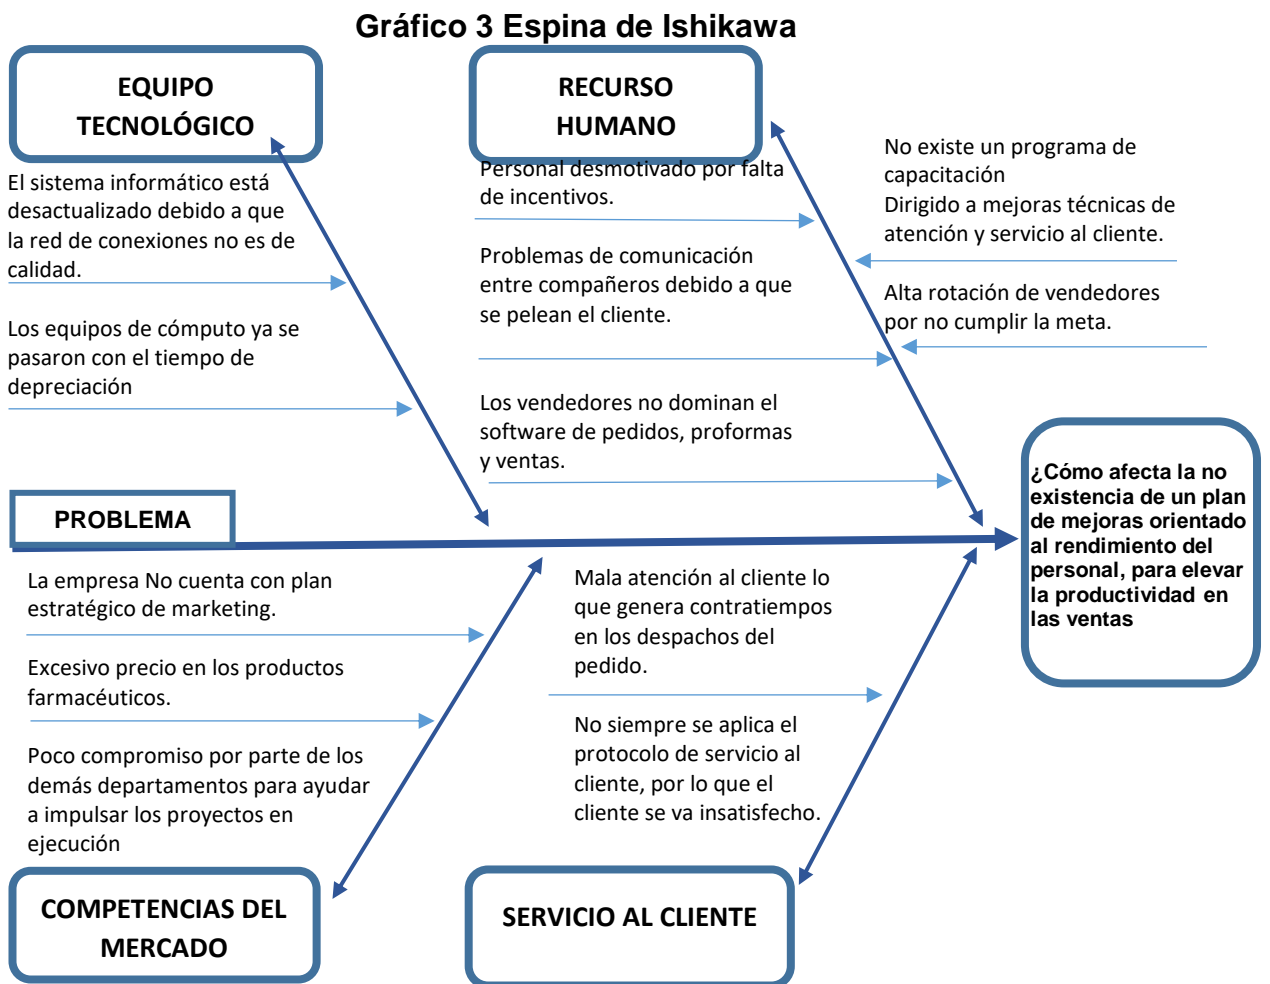 Gráfico 3 Espina de Ishikawa
EQUIPO
TECNOLÓGICO
RECURSO
HUMANO
El sistema informático está
desactualizado debido a que
la red de conexiones no es de
calidad.
Los equipos de cómputo ya se
pasaron con el tiempo de
depreciación
Personal desmotivado por falta
de incentivos.
Problemas de comunicación
entre compañeros debido a que
se pelean el cliente.
Los vendedores no dominan el
software de pedidos, proformas
y ventas.
No existe un programa de
capacitación
Dirigido a mejoras técnicas de
atención y servicio al cliente.
Alta rotación de vendedores
por no cumplir la meta.
PROBLEMA
¿Cómo afecta la no
existencia de un plan
de mejoras orientado
al rendimiento del
personal, para elevar
la productividad en
las ventas
La empresa No cuenta con plan
estratégico de marketing.
Excesivo precio en los productos
farmacéuticos.
Poco compromiso por parte de los
demás departamentos para ayudar
a impulsar los proyectos en
ejecución
Mala atención al cliente lo
que genera contratiempos
en los despachos del
pedido.
No siempre se aplica el
protocolo de servicio al
cliente, por lo que el
cliente se va insatisfecho.
COMPETENCIAS DEL
MERCADO
SERVICIO AL CLIENTE